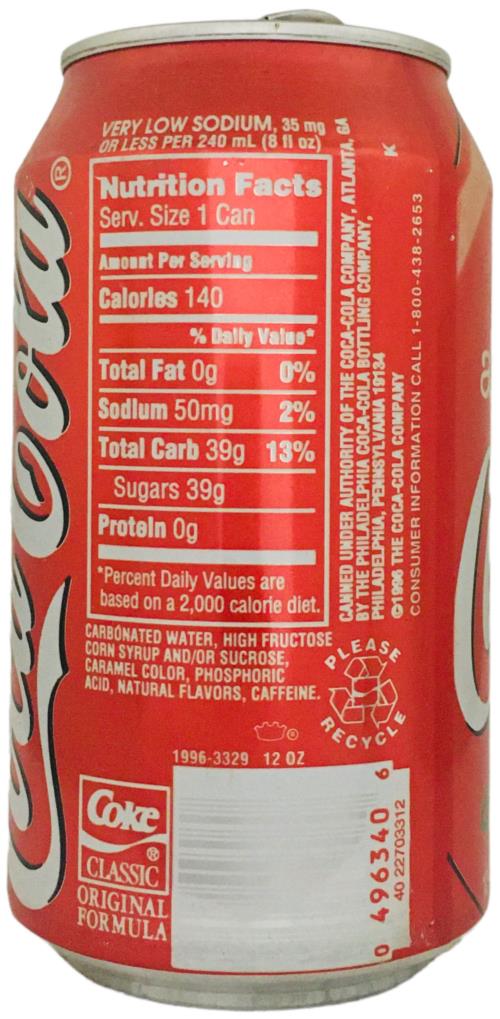 Coca-Cola
®
VERY LOW SODIUM, 35 mg
OR LESS PER 240 mL (8 fl oz)
Nutrition Facts
Serv. Size 1 Can
Amount Per Serving
Calories 140
% Daily Value*
Total Fat 0g 0%
Sodium 50mg 2%
Total Carb 39g 13%
Sugars 39g
Protein 0g
*Percent Daily Values are
based on a 2,000 calorie diet.
CARBONATED WATER, HIGH FRUCTOSE
CORN SYRUP AND/OR SUCROSE,
CARAMEL COLOR, PHOSPHORIC
ACID, NATURAL FLAVORS, CAFFEINE.
CANNED UNDER AUTHORITY OF THE COCA-COLA COMPANY, ATLANTA, GA
BY THE PHILADELPHIA COCA-COLA BOTTLING COMPANY,
PHILADELPHIA, PENNSYLVANIA 19134
©1996 THE COCA-COLA COMPANY
CONSUMER INFORMATION CALL 1-800-438-2653
K
PLEASE
RECYCLE
®
1996-3329 12 OZ
Coke
®
CLASSIC
ORIGINAL
FORMULA
0 496340 6
40 22703312